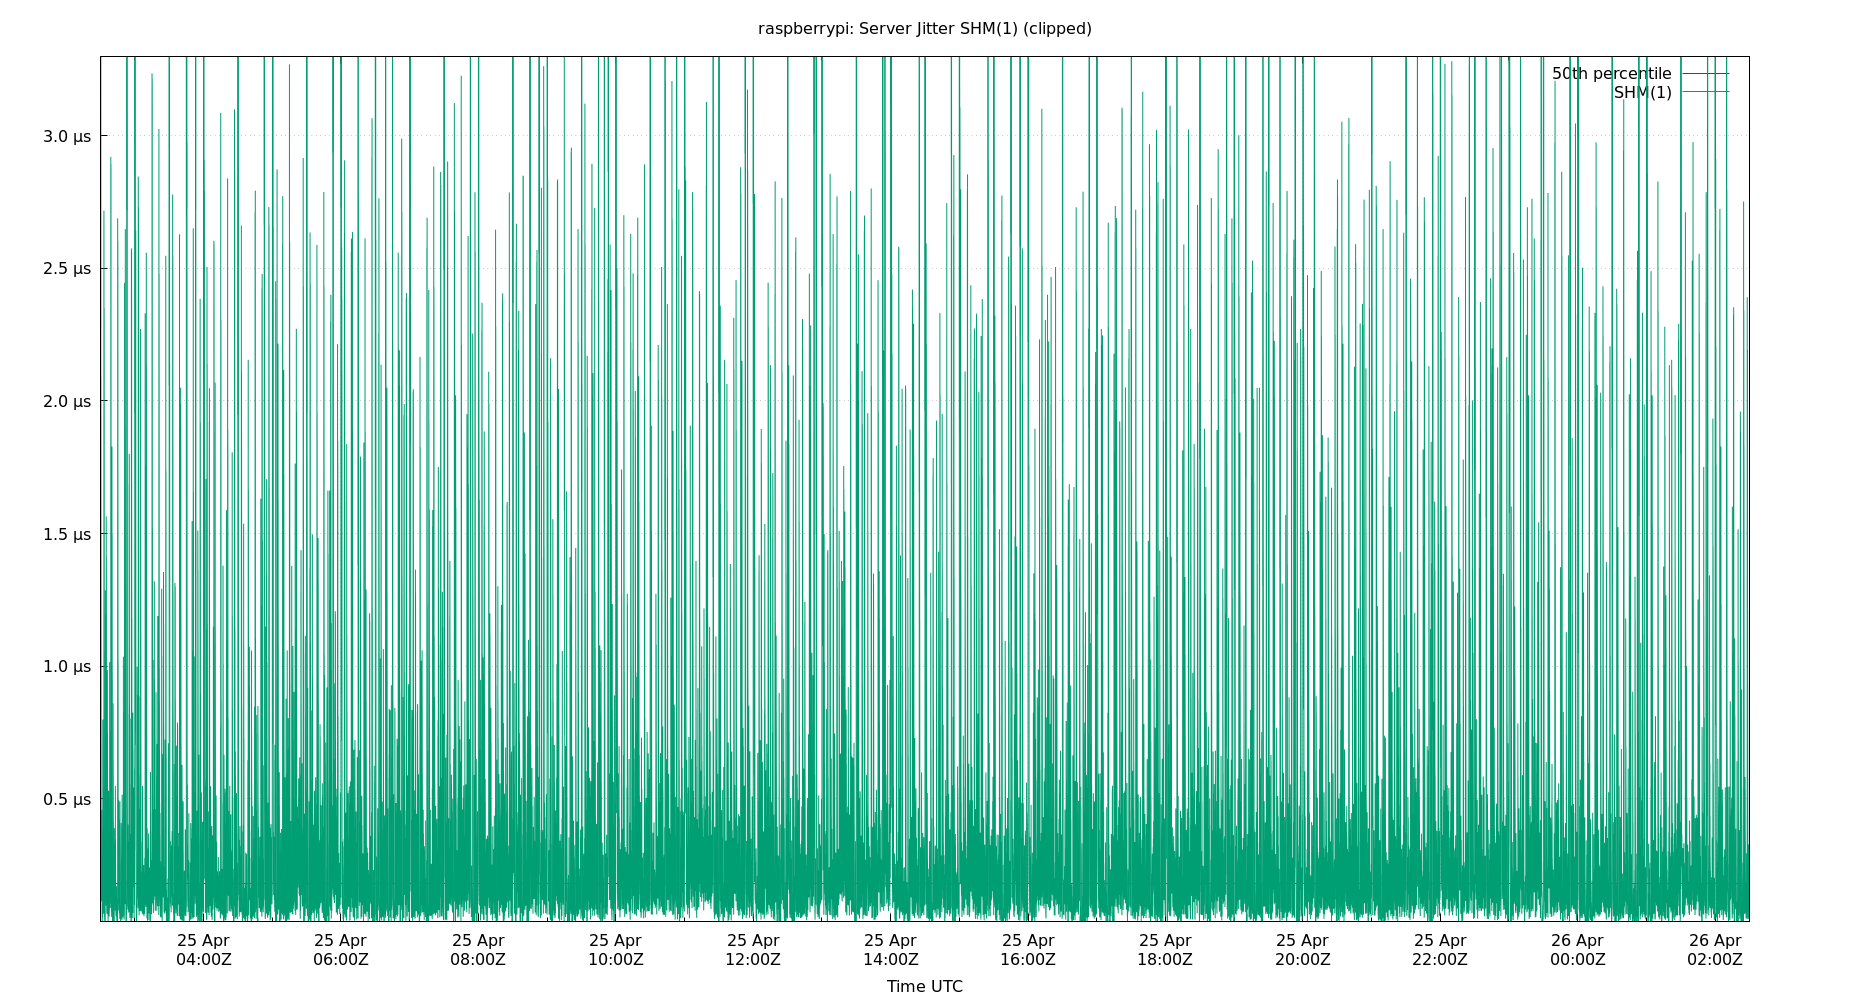 raspberrypi: Server Jitter SHM(1) (clipped)
50th percentile
SHM(1)
3.0 µs
2.5 µs
2.0 µs
1.5 µs
1.0 µs
0.5 µs
25 Apr 25 Apr 25 Apr 25 Apr 25 Apr 25 Apr 25 Apr 25 Apr 25 Apr 25 Apr 26 Apr 26 Apr
04:00Z 06:00Z 08:00Z 10:00Z 12:00Z 14:00Z 16:00Z 18:00Z 20:00Z 22:00Z 00:00Z 02:00Z
Time UTC